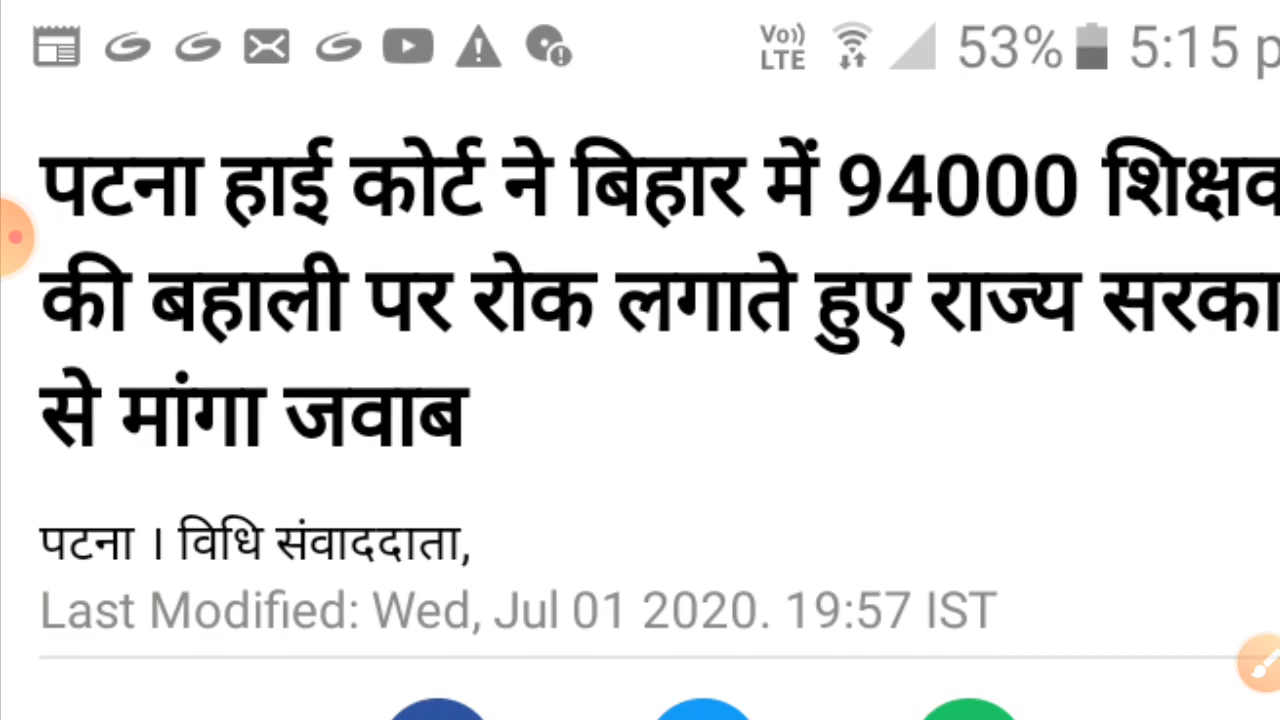 Vo)) LTE 53% 5:15
पटना हाई कोर्ट ने बिहार में 94000
की बहाली पर रोक लगाते हुए राज्य
से मांगा जवाब
पटना । विधि संवाददाता,
Last Modified: Wed, Jul 01 2020. 19:57 IST